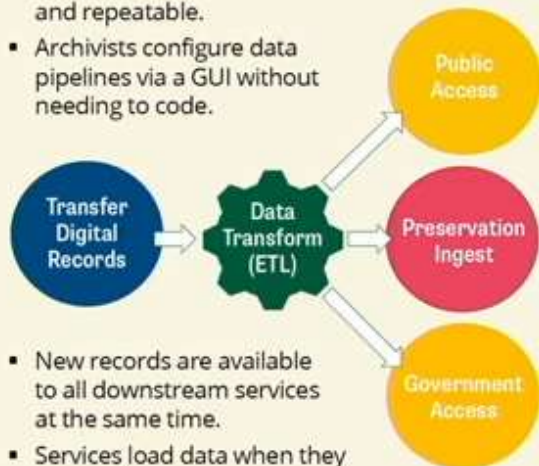 and repeatable.
▪ Archivists configure data
pipelines via a GUI without
needing to code.
Public
Access
Transfer
Digital
Records
Data
Transform
(ETL)
Preservation
Ingest
▪ New records are available
to all downstream services
at the same time.
Government
Access
▪ Services load data when they